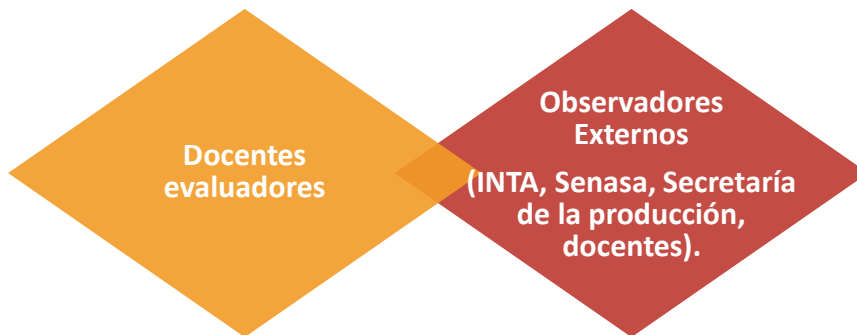 Docentes
evaluadores
Observadores
Externos
(INTA, Senasa, Secretaría
de la producción,
docentes).